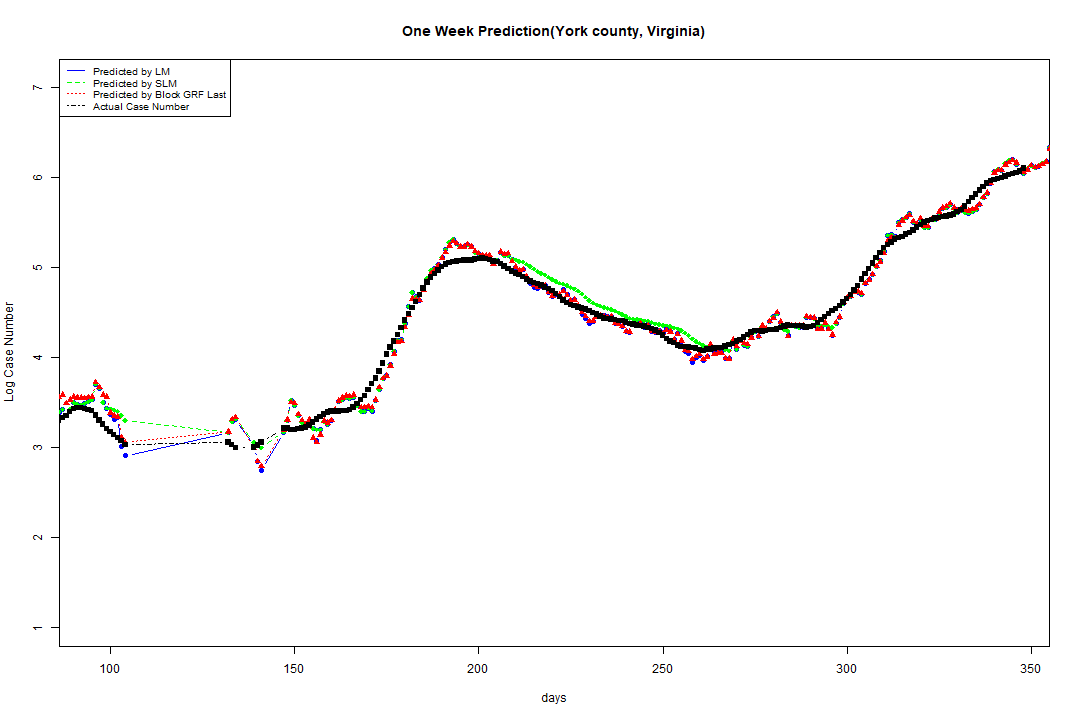 One Week Prediction(York county, Virginia)
Predicted by LM
Predicted by SLM
Predicted by Block GRF Last
Actual Case Number
7
6
5
4
3
2
1
Log Case Number
100 150 200 250 300 350
days